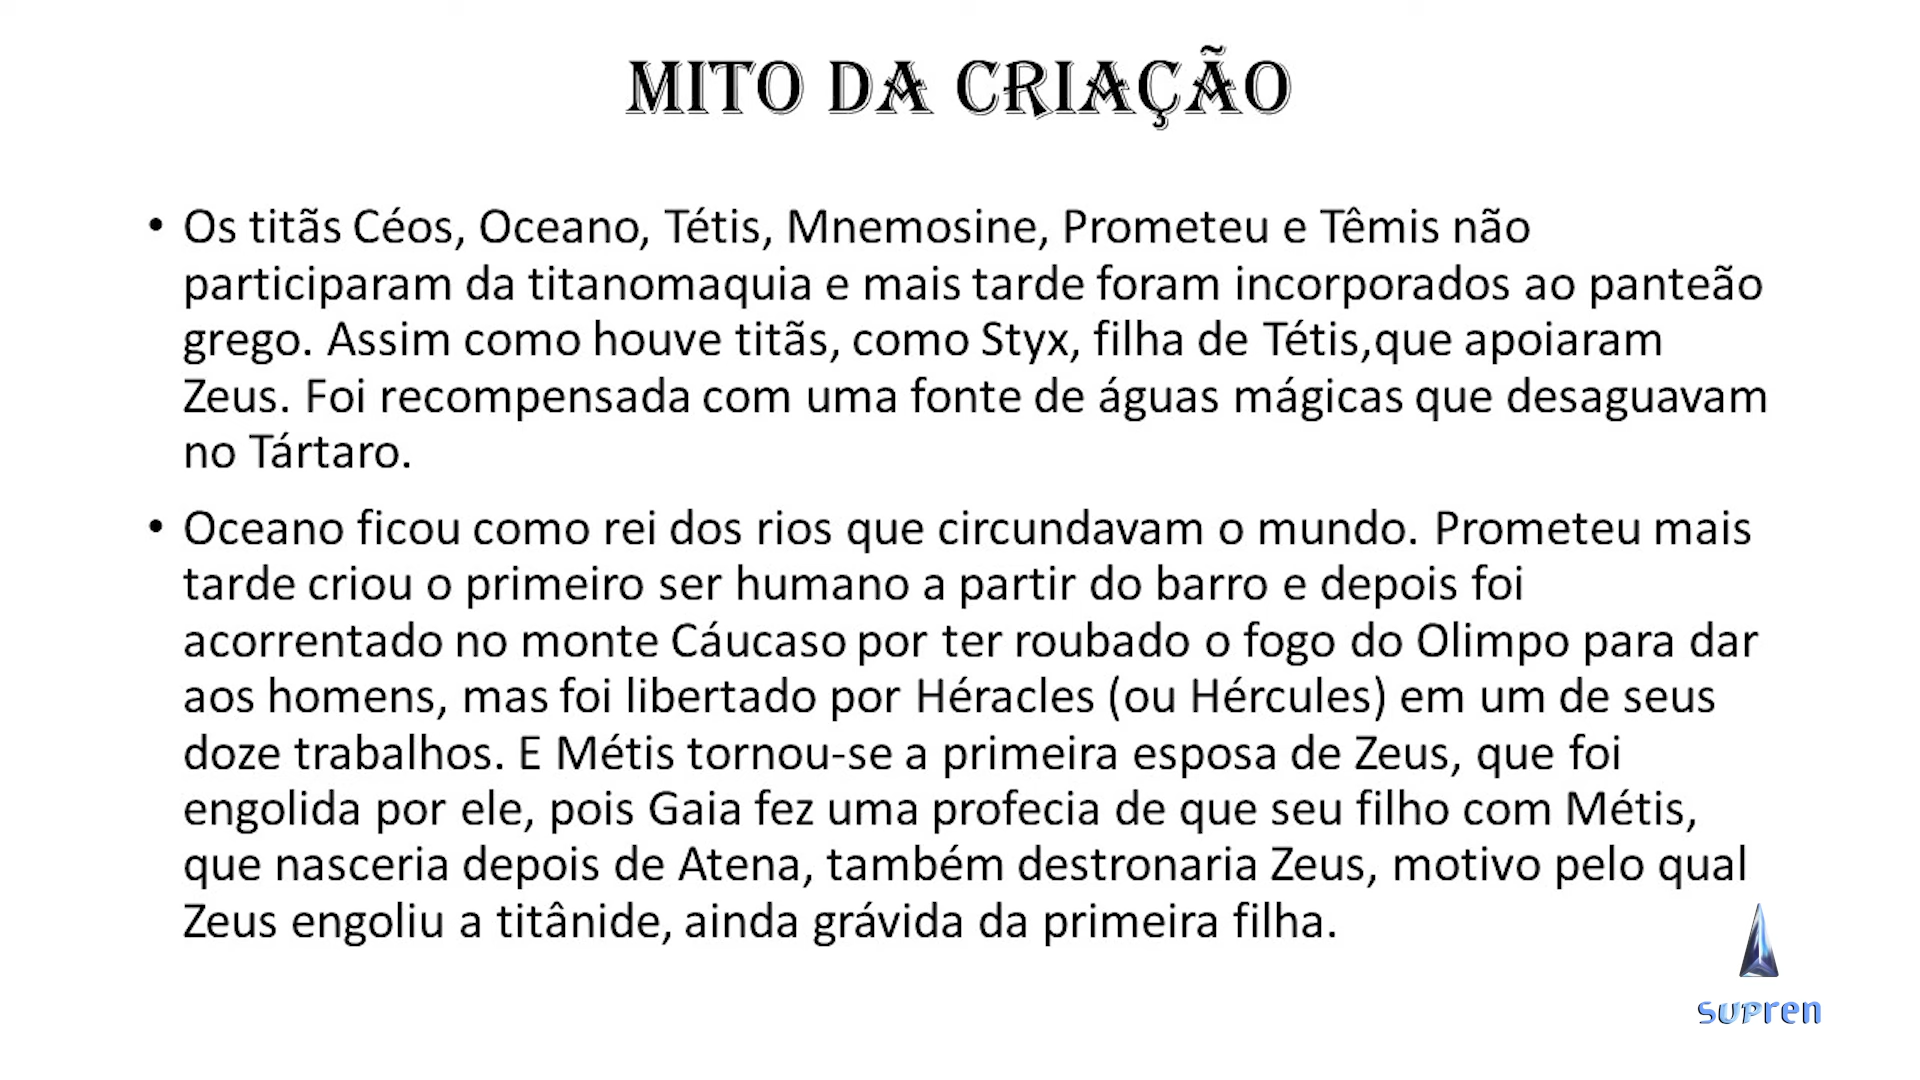 MITO DA CRIAÇÃO
• Os titãs Céos, Oceano, Tétis, Mnemosine, Prometeu e Têmis não
participaram da titanomaquia e mais tarde foram incorporados ao panteão
grego. Assim como houve titãs, como Styx, filha de Tétis,que apoiaram
Zeus. Foi recompensada com uma fonte de águas mágicas que desaguavam
no Tártaro.
• Oceano ficou como rei dos rios que circundavam o mundo. Prometeu mais
tarde criou o primeiro ser humano a partir do barro e depois foi
acorrentado no monte Cáucaso por ter roubado o fogo do Olimpo para dar
aos homens, mas foi libertado por Héracles (ou Hércules) em um de seus
doze trabalhos. E Métis tornou-se a primeira esposa de Zeus, que foi
engolida por ele, pois Gaia fez uma profecia de que seu filho com Métis,
que nasceria depois de Atena, também destronaria Zeus, motivo pelo qual
Zeus engoliu a titânide, ainda grávida da primeira filha.
supren